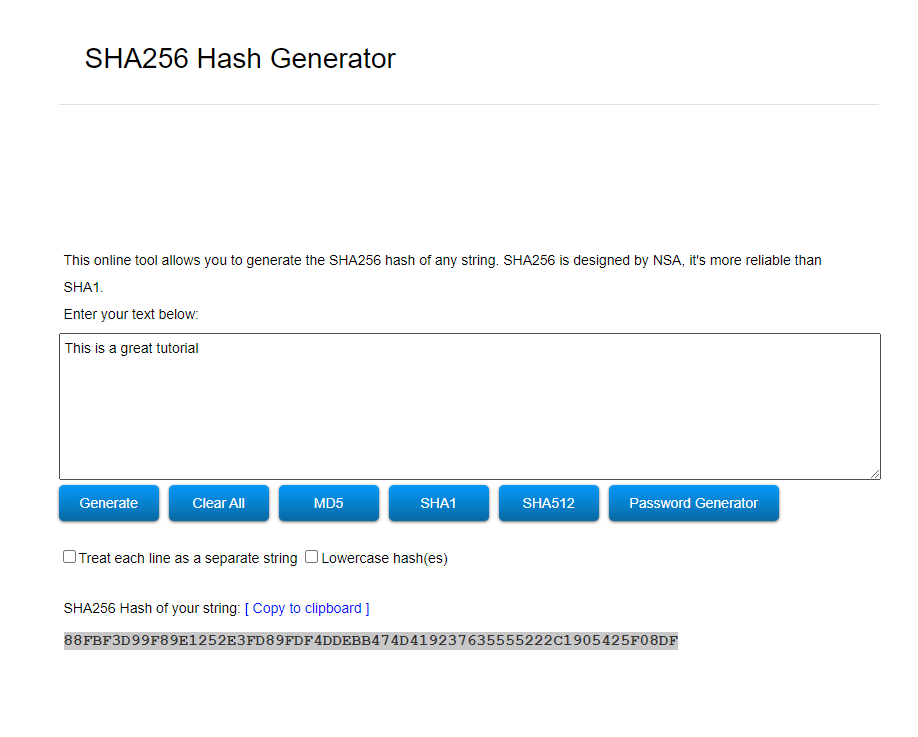 SHA256 Hash Generator
This online tool allows you to generate the SHA256 hash of any string. SHA256 is designed by NSA, it's more reliable than
SHA1.
Enter your text below:
This is a great tutorial
Generate Clear All MD5 SHA1 SHA512 Password Generator
Treat each line as a separate string Lowercase hash(es)
SHA256 Hash of your string: [ Copy to clipboard ]
88FBF3D99F89E1252E3FD89FDF4DDEBB474D419237635555222C1905425F08DF